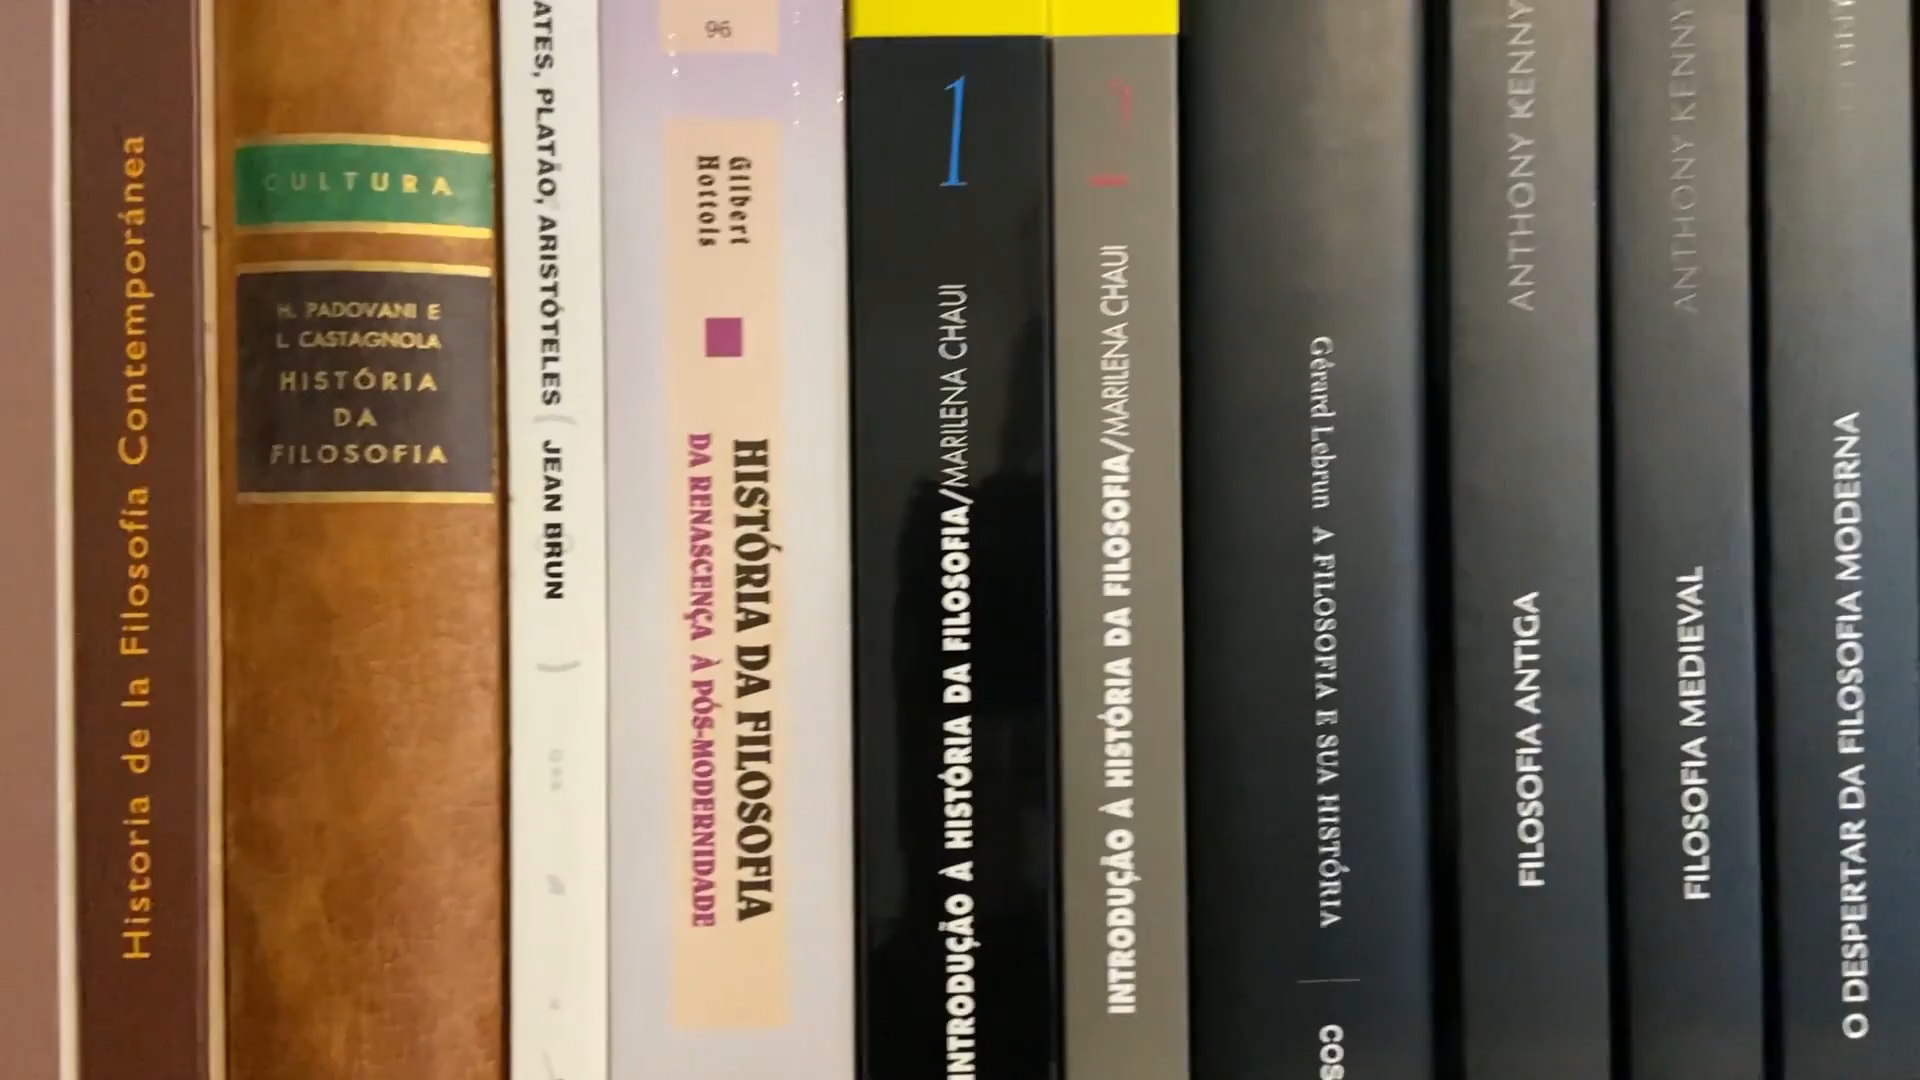 Historia de la Filosofía Contemporánea
CULTURA
H. PADOVANI E
L. CASTAGNOLA
HISTÓRIA
DA
FILOSOFIA
ATES, PLATÃO, ARISTÓTELES ( JEAN BRUN )
96
Gilbert
Hottois
HISTÓRIA DA FILOSOFIA
DA RENASCENÇA À PÓS-MODERNIDADE
1
INTRODUÇÃO À HISTÓRIA DA FILOSOFIA/MARILENA CHAUI
2
INTRODUÇÃO À HISTÓRIA DA FILOSOFIA/MARILENA CHAUI
Gérard Lebrun A FILOSOFIA E SUA HISTÓRIA
COS
ANTHONY KENNY
FILOSOFIA ANTIGA
ANTHONY KENNY
FILOSOFIA MEDIEVAL
O DESPERTAR DA FILOSOFIA MODERNA